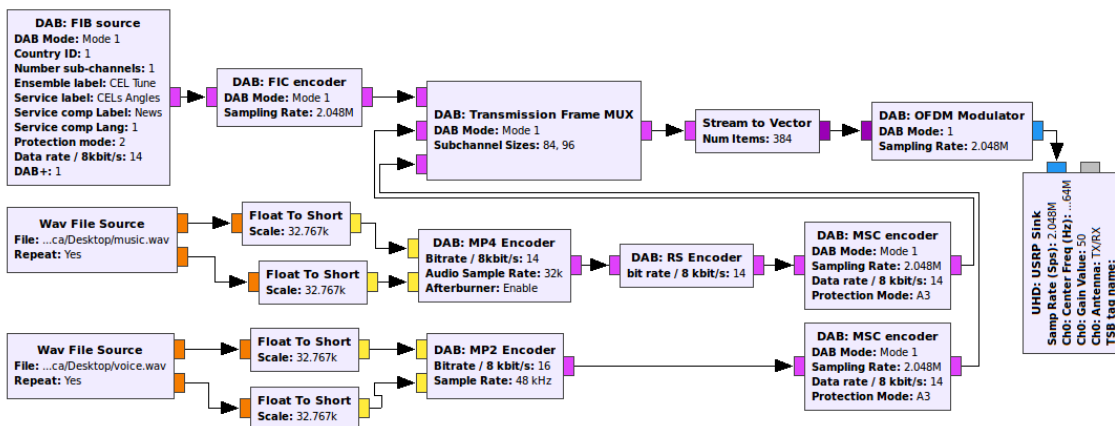 DAB: FIB source
DAB Mode: Mode 1
Country ID: 1
Number sub-channels: 1
Ensemble label: CEL Tune
Service label: CELs Angles
Service comp Label: News
Service comp Lang: 1
Protection mode: 2
Data rate / 8kbit/s: 14
DAB+: 1
DAB: FIC encoder
DAB Mode: Mode 1
Sampling Rate: 2.048M
DAB: Transmission Frame MUX
DAB Mode: Mode 1
Subchannel Sizes: 84, 96
Stream to Vector
Num Items: 384
DAB: OFDM Modulator
DAB Mode: 1
Sampling Rate: 2.048M
UHD: USRP Sink
Samp Rate (Sps): 2.048M
Ch0: Center Freq (Hz): ...64M
Ch0: Gain Value: 50
Ch0: Antenna: TX/RX
TSB tag name:
Wav File Source
File: ...ca/Desktop/music.wav
Repeat: Yes
Float To Short
Scale: 32.767k
Float To Short
Scale: 32.767k
DAB: MP4 Encoder
Bitrate / 8kbit/s: 14
Audio Sample Rate: 32k
Afterburner: Enable
DAB: RS Encoder
bit rate / 8 kbit/s: 14
DAB: MSC encoder
DAB Mode: Mode 1
Sampling Rate: 2.048M
Data rate / 8 kbit/s: 14
Protection Mode: A3
Wav File Source
File: ...ca/Desktop/voice.wav
Repeat: Yes
Float To Short
Scale: 32.767k
Float To Short
Scale: 32.767k
DAB: MP2 Encoder
Bitrate / 8 kbit/s: 16
Sample Rate: 48 kHz
DAB: MSC encoder
DAB Mode: Mode 1
Sampling Rate: 2.048M
Data rate / 8 kbit/s: 14
Protection Mode: A3